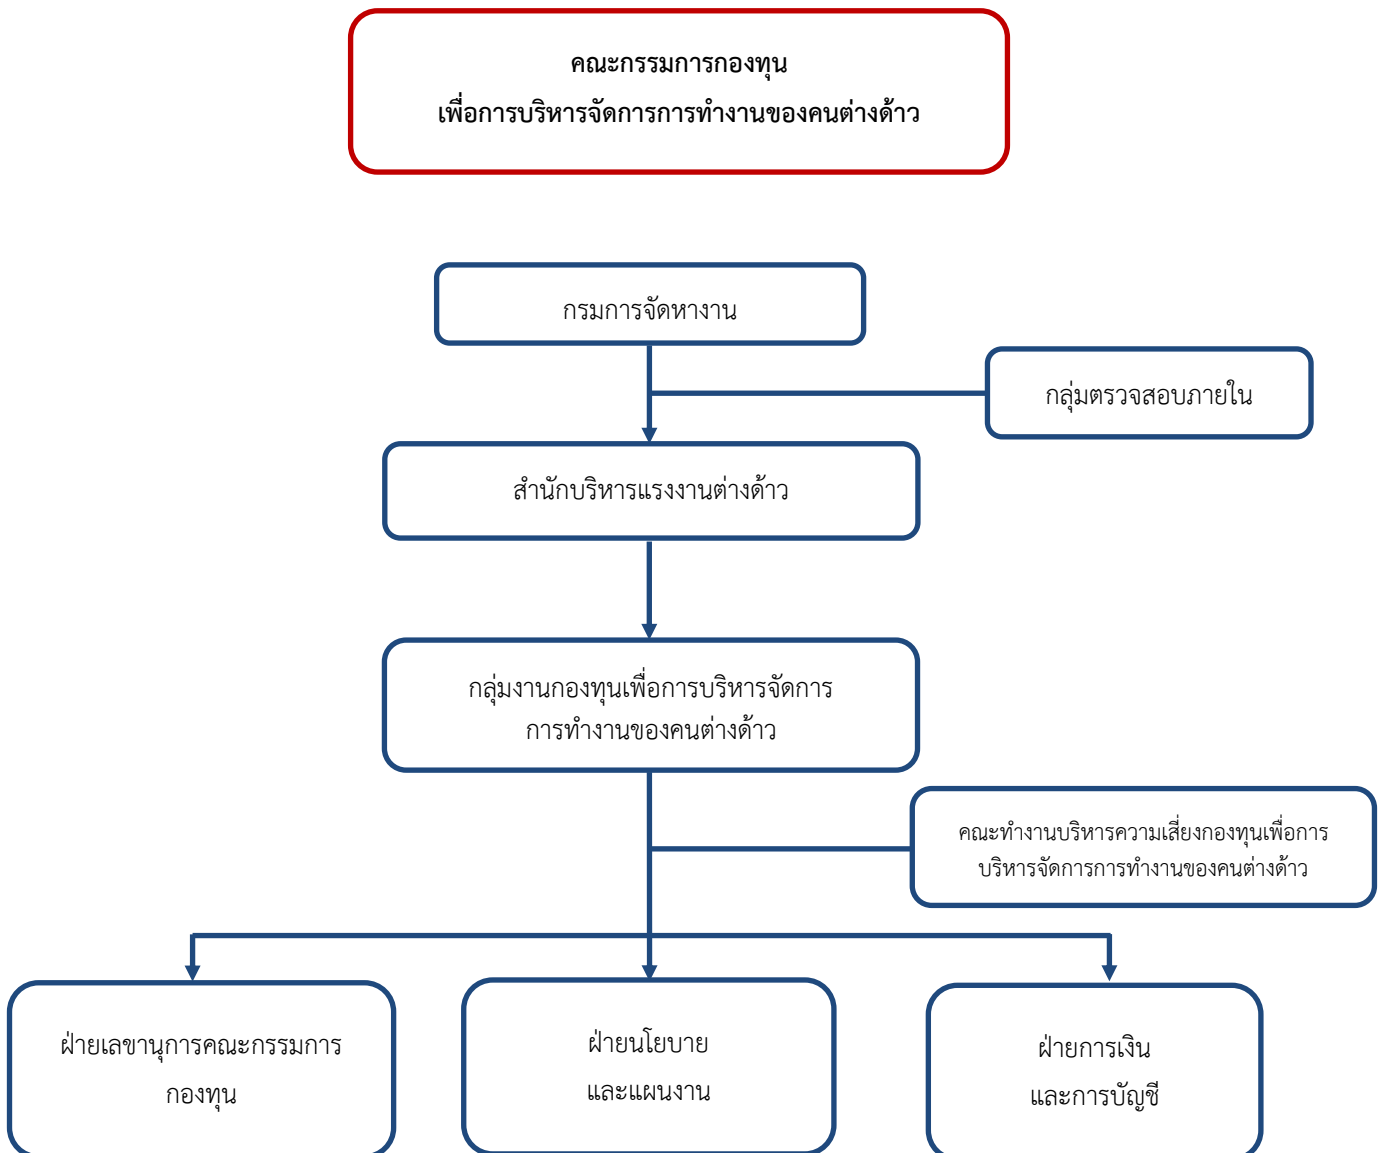 คณะกรรมการกองทุน
เพื่อการบริหารจัดการการทำงานของคนต่างด้าว
กรมการจัดหางาน
กลุ่มตรวจสอบภายใน
สำนักบริหารแรงงานต่างด้าว
กลุ่มงานกองทุนเพื่อการบริหารจัดการ
การทำงานของคนต่างด้าว
คณะทำงานบริหารความเสี่ยงกองทุนเพื่อการ
บริหารจัดการการทำงานของคนต่างด้าว
ฝ่ายเลขานุการคณะกรรมการ
กองทุน
ฝ่ายนโยบาย
และแผนงาน
ฝ่ายการเงิน
และการบัญชี